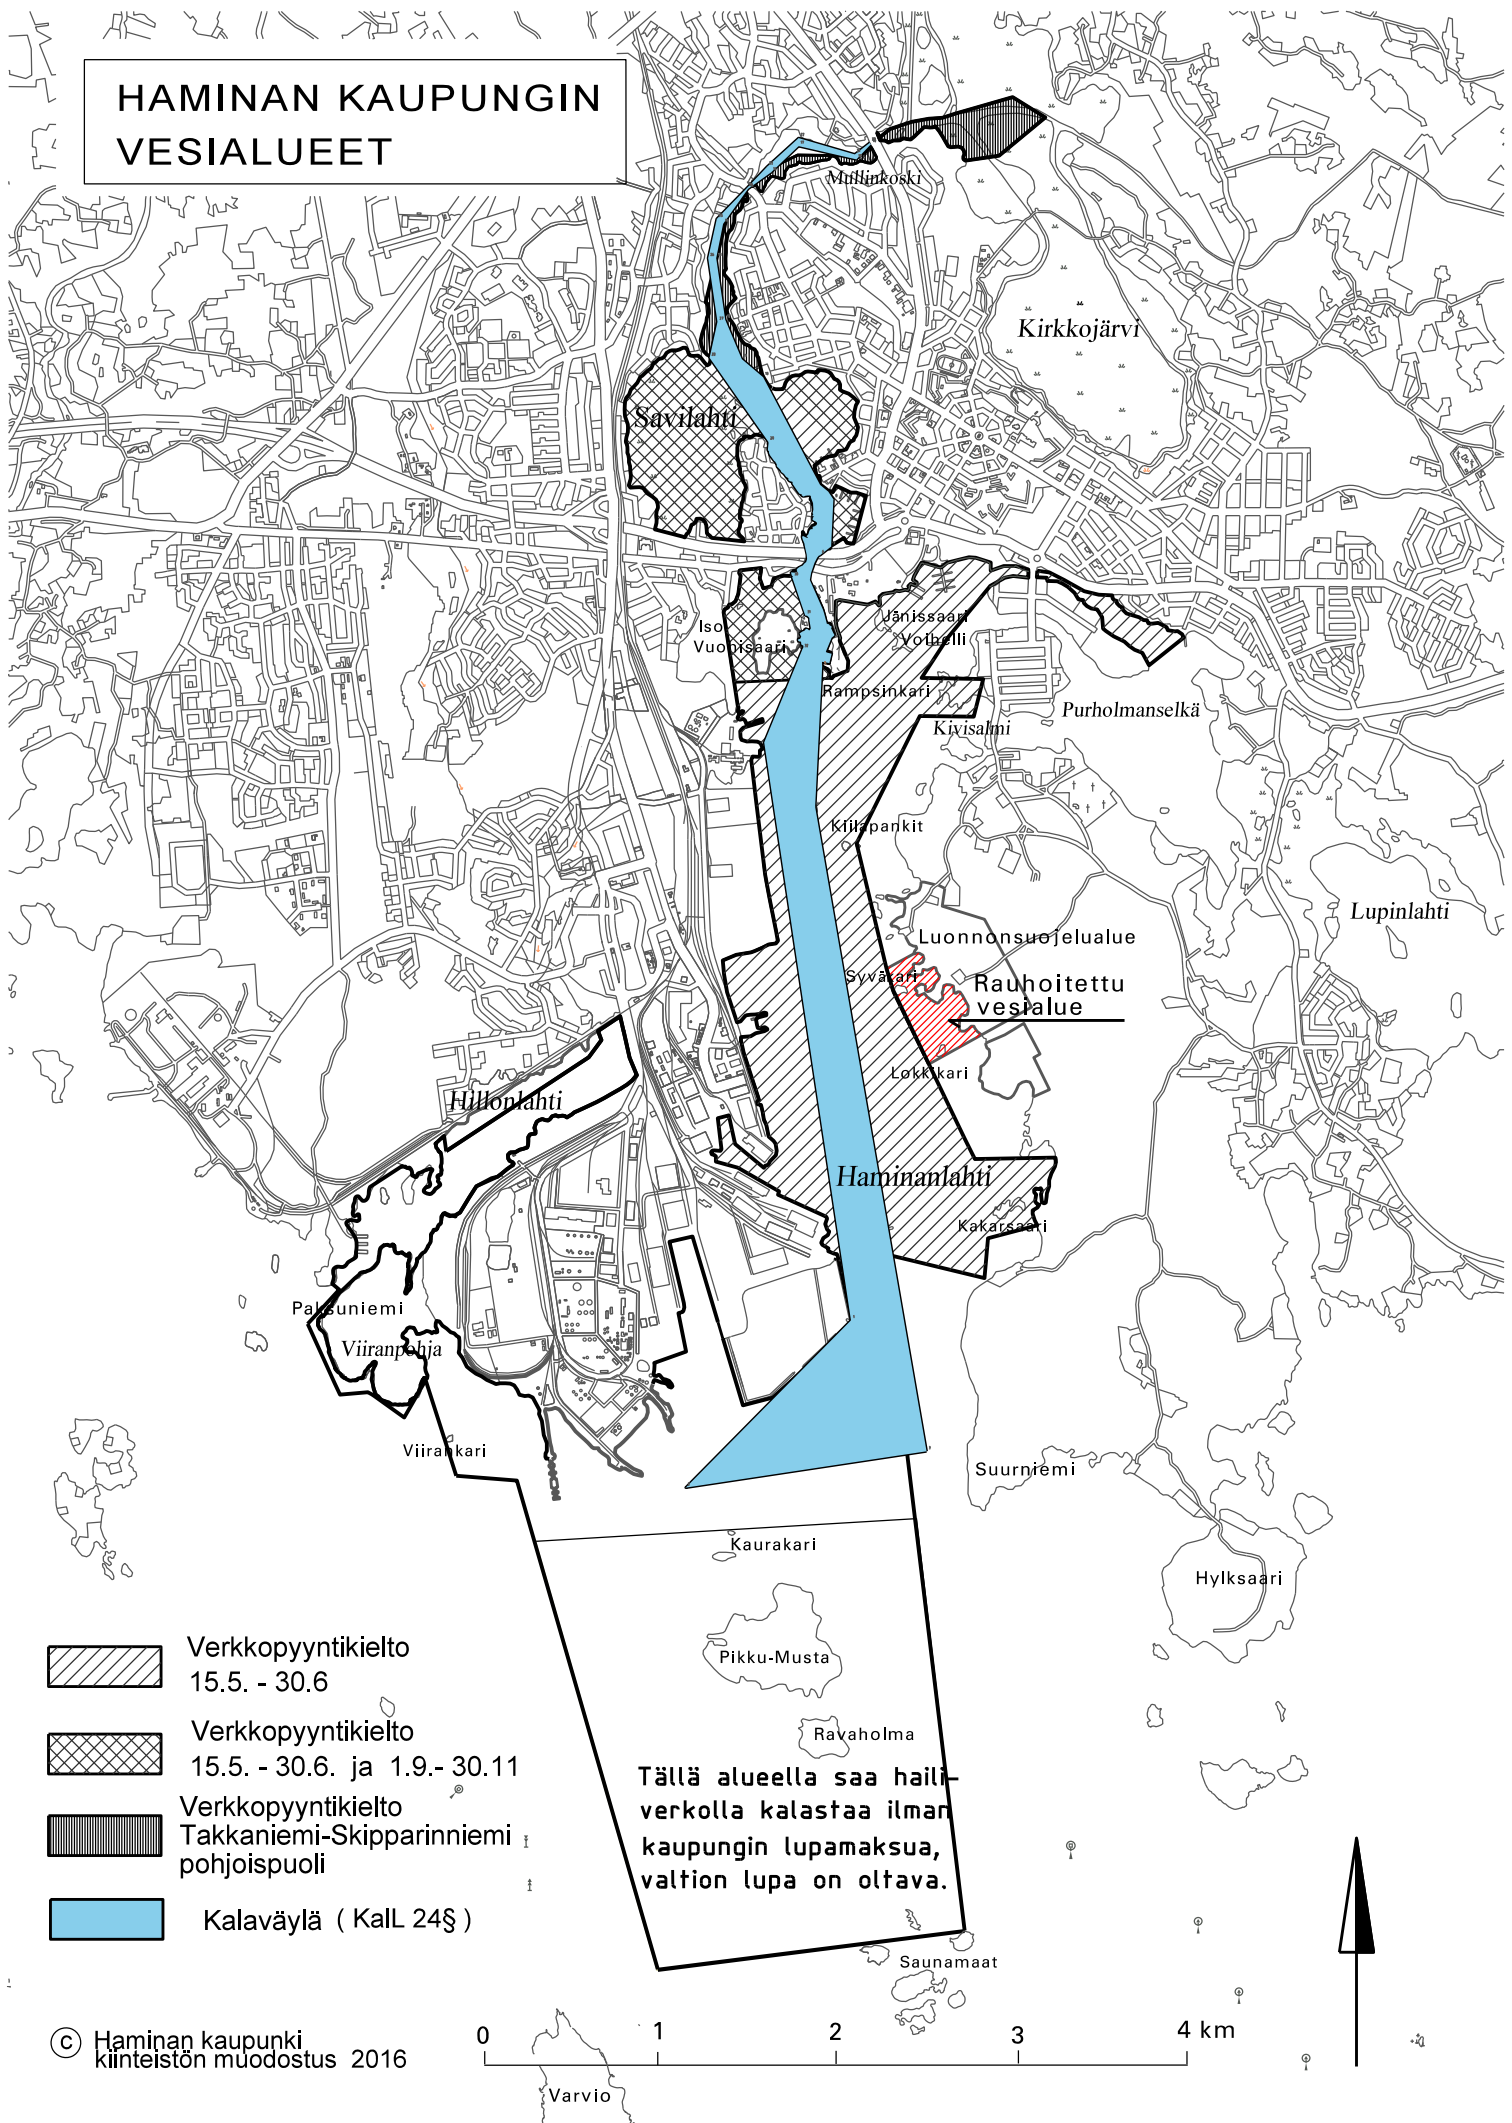 HAMINAN KAUPUNGIN
VESIALUEET
Mullinkoski
Kirkkojärvi
Savilahti
Jänissaari
Voihelli
Iso
Vuohisaari
Rampsinkari
Kivisalmi
Purholmanselkä
Kiilapankit
Lupinlahti
Luonnonsuojelualue
Syväkari
Rauhoitettu
vesialue
Lokkikari
Hillonlahti
Haminanlahti
Kakarsaari
Paksuniemi
Viiranpohja
Viirankari
Suurniemi
Kaurakari
Hylksaari
Pikku-Musta
Ravaholma
Tällä alueella saa haili-
verkolla kalastaa ilman
kaupungin lupamaksua,
valtion lupa on oltava.
Saunamaat
Verkkopyyntikielto
15.5. - 30.6
Verkkopyyntikielto
15.5. - 30.6. ja 1.9.- 30.11
Verkkopyyntikielto
Takkaniemi-Skipparinniemi
pohjoispuoli
Kalaväylä ( KalL 24§ )
0 1 2 3 4 km
© Haminan kaupunki
kiinteistön muodostus 2016
Varvio